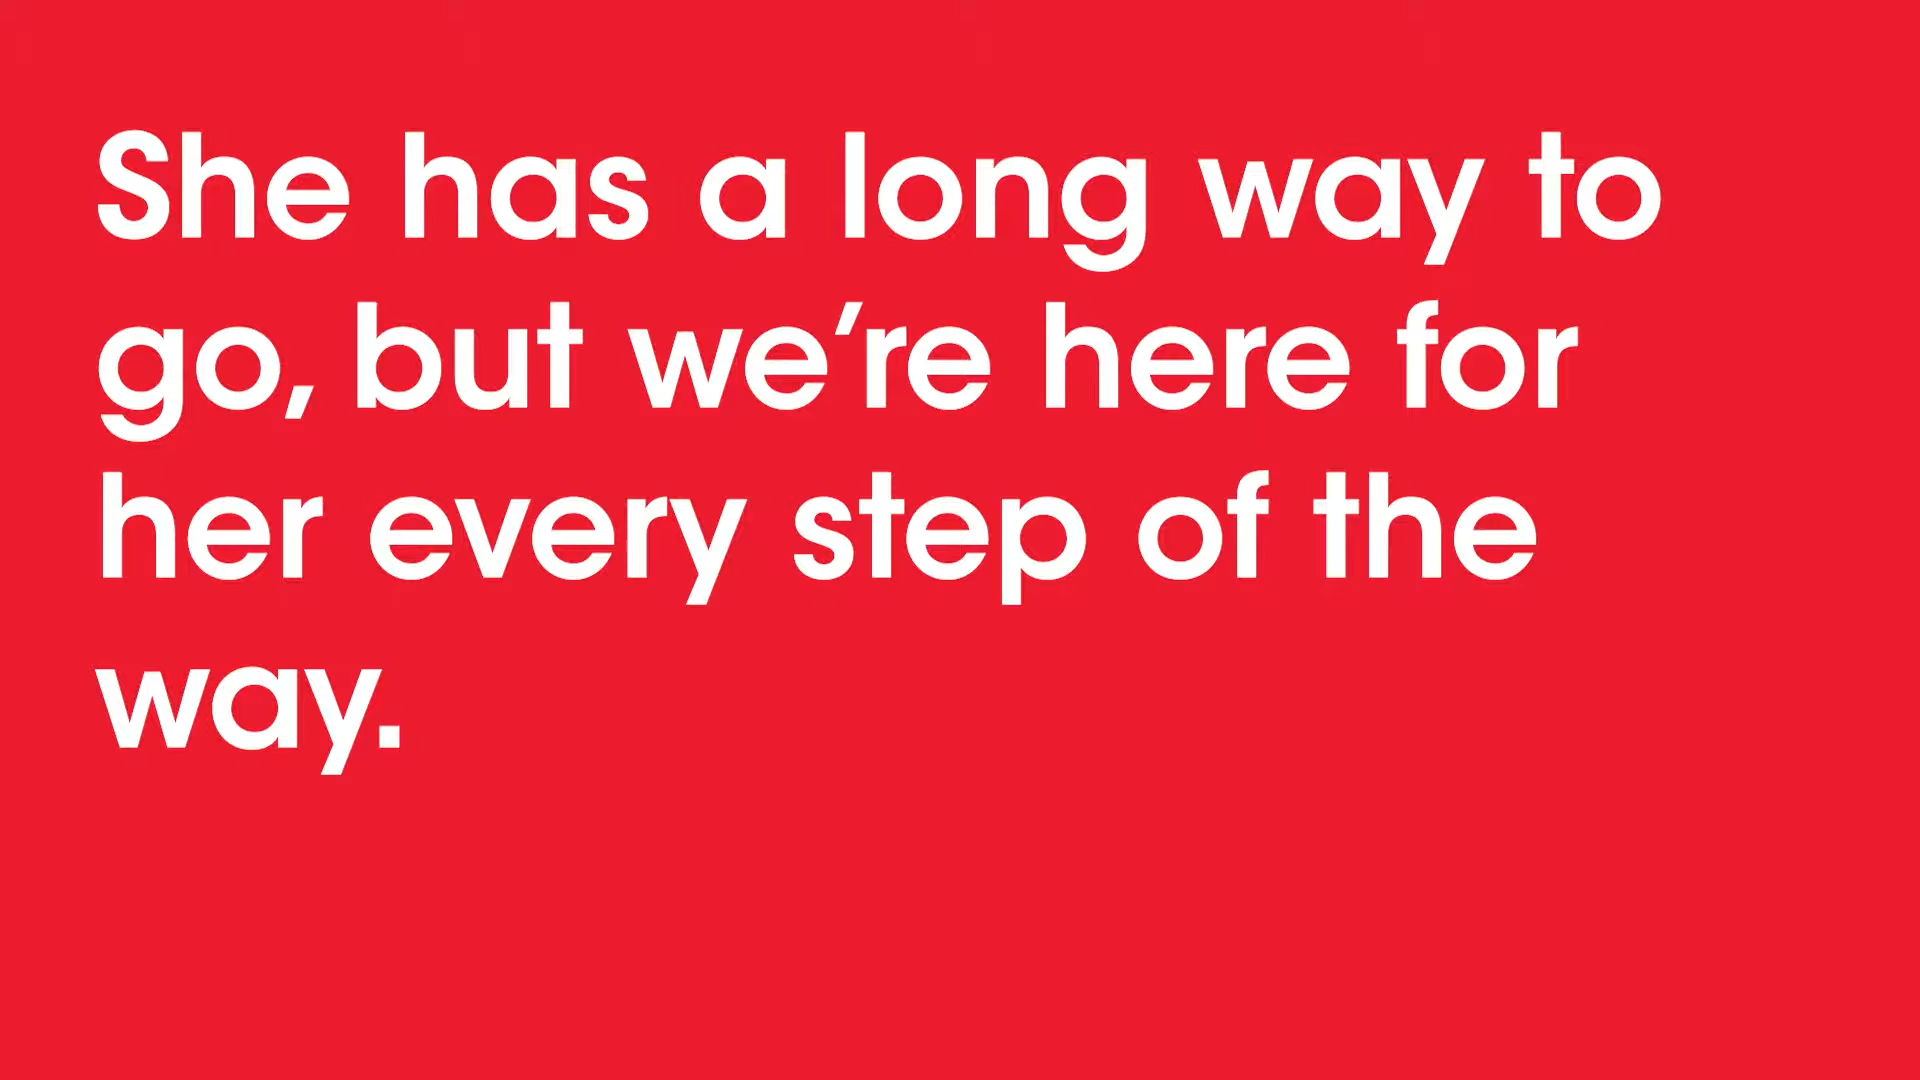 She has a long way to
go, but we’re here for
her every step of the
way.